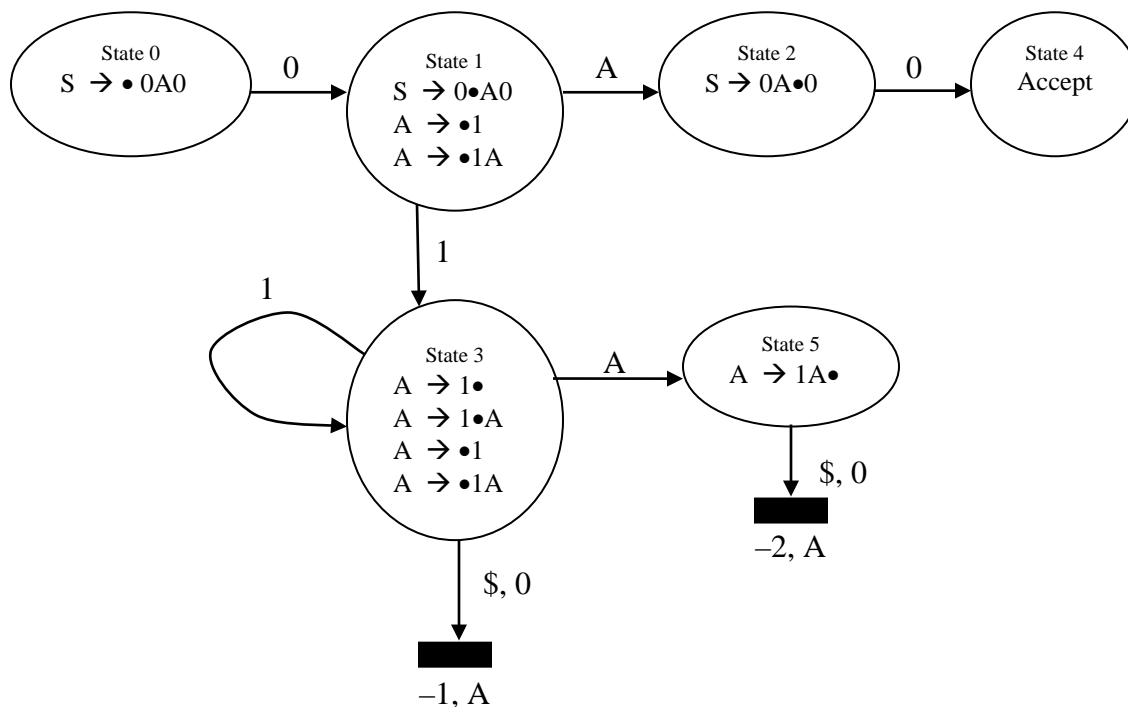 State 0
S → • 0A0
0
State 1
S → 0•A0
A → •1
A → •1A
A
State 2
S → 0A•0
0
State 4
Accept
1
1
State 3
A → 1•
A → 1•A
A → •1
A → •1A
A
State 5
A → 1A•
$, 0
–2, A
$, 0
–1, A